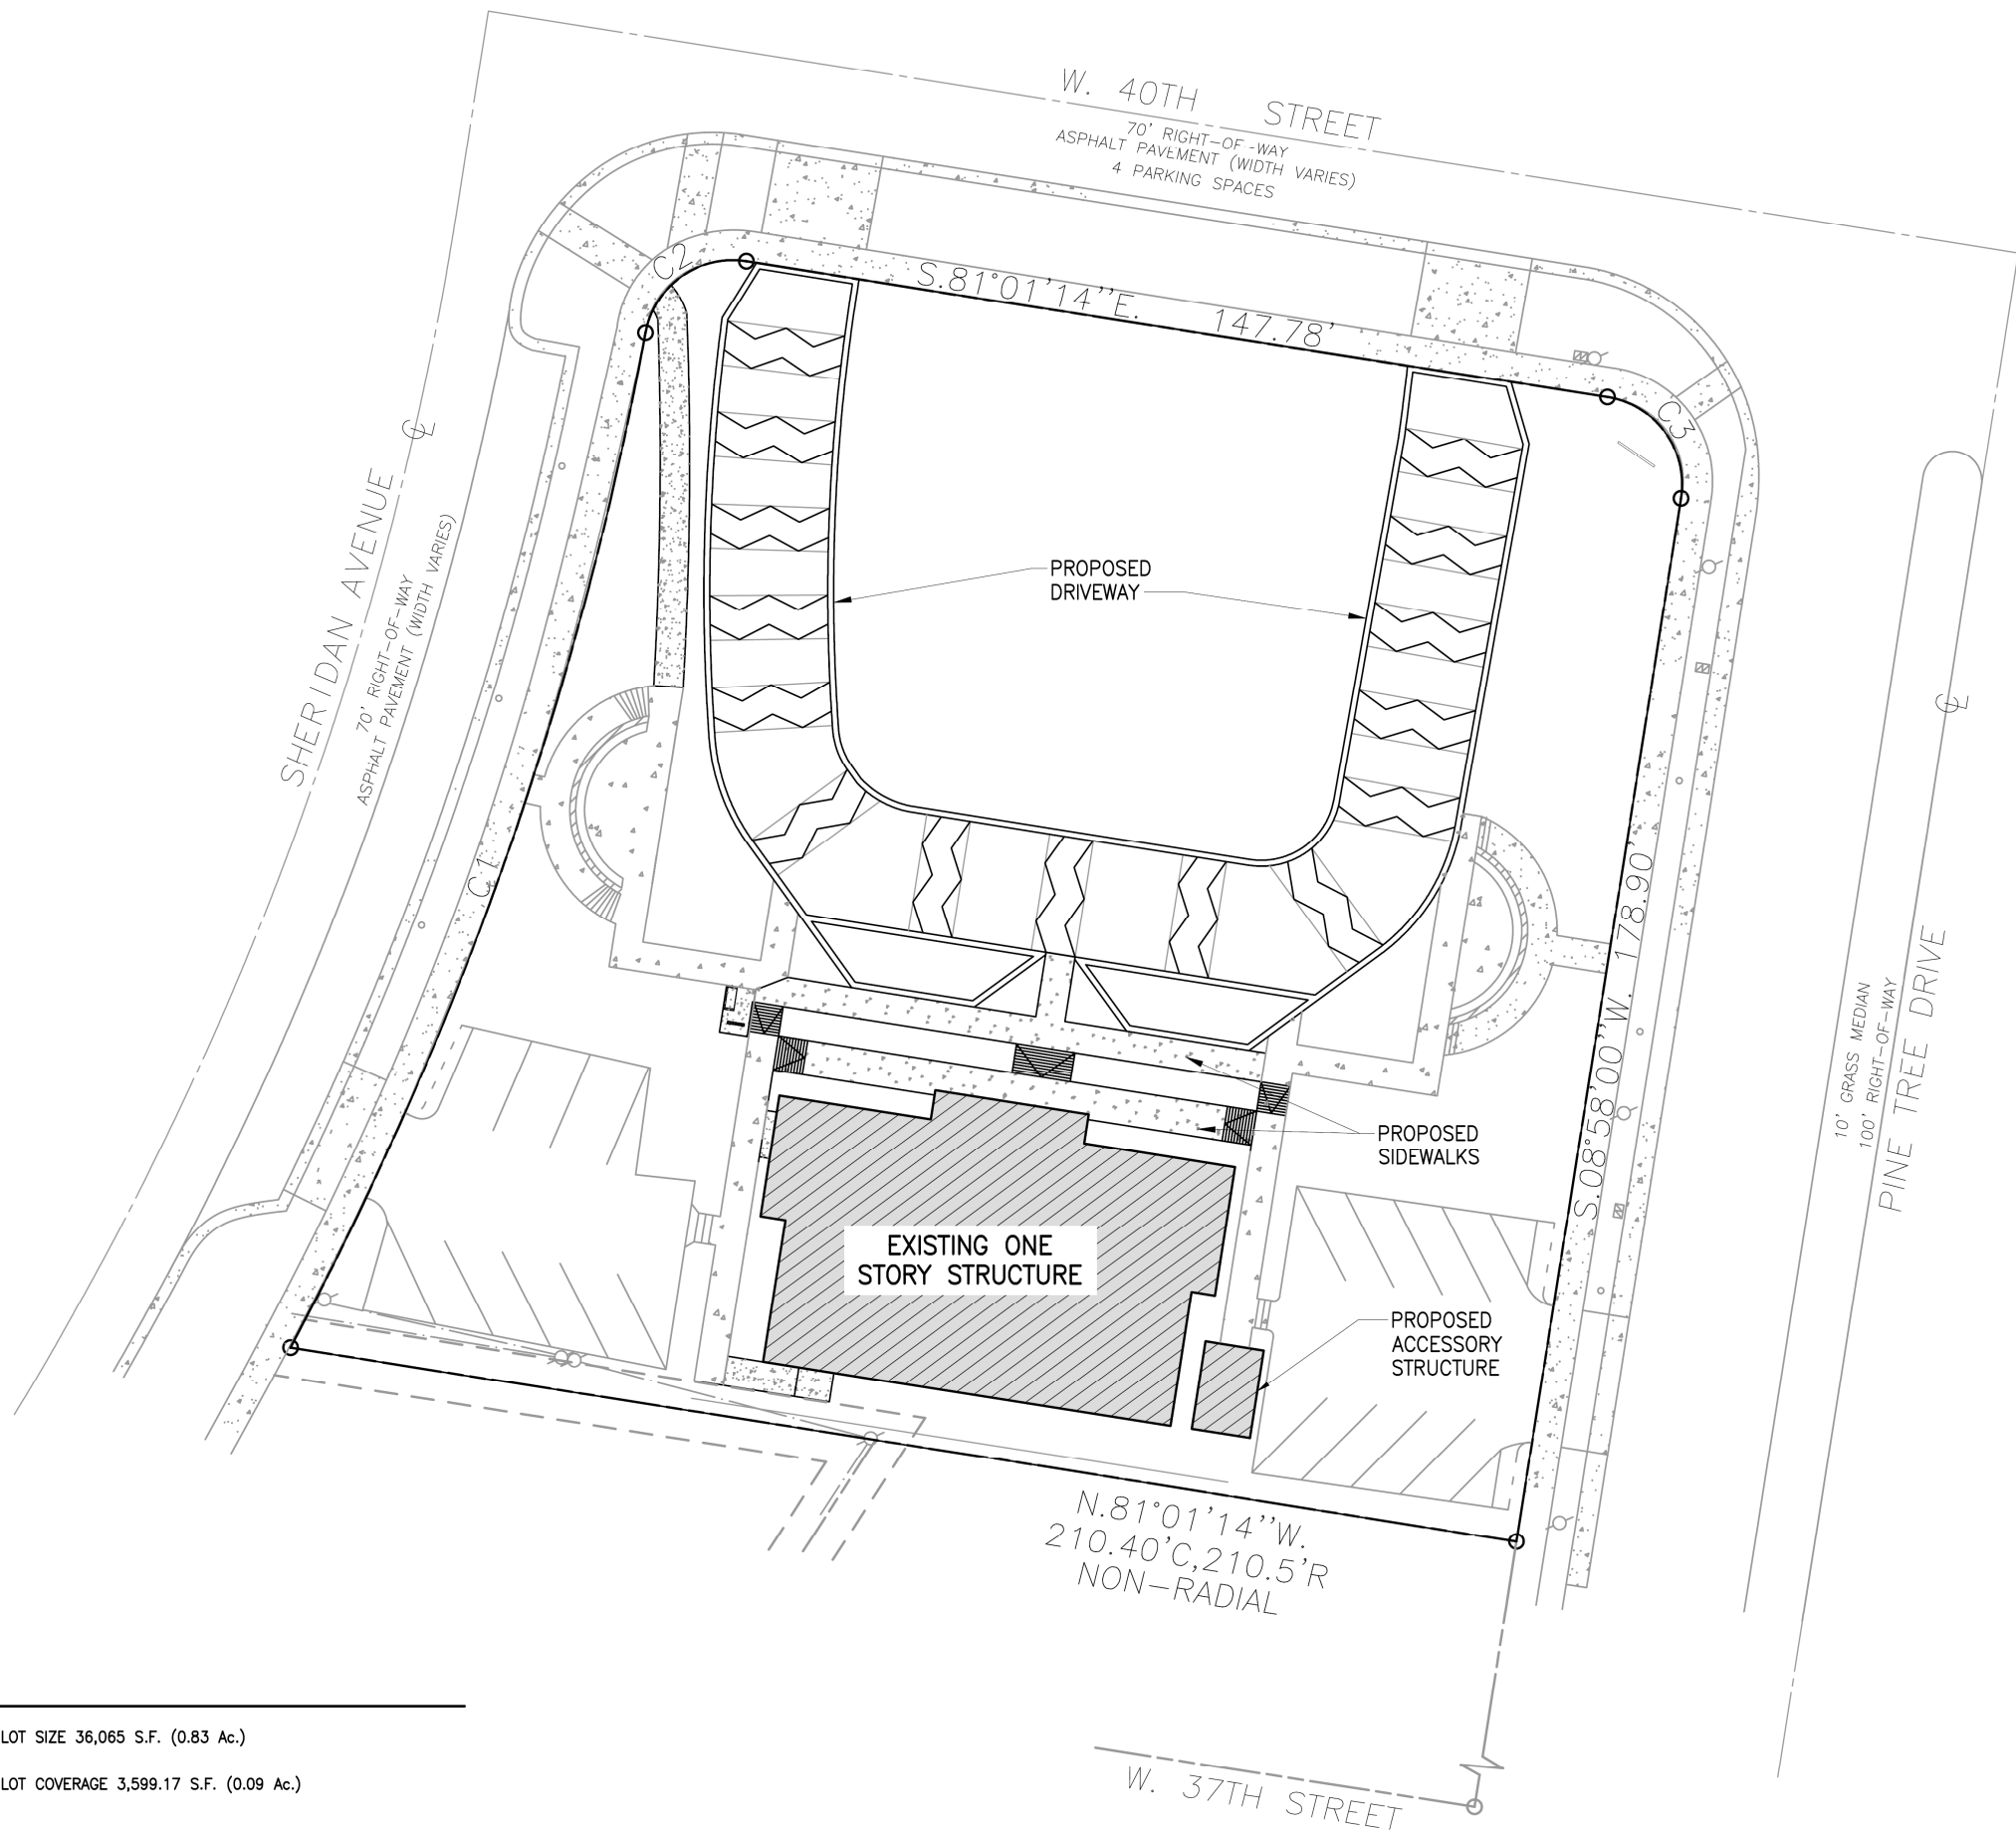 W. 40TH STREET
70' RIGHT-OF-WAY
ASPHALT PAVEMENT (WIDTH VARIES)
4 PARKING SPACES
C2
S.81°01'14''E. 147.78'
C3
SHERIDAN AVENUE ℄
70' RIGHT-OF-WAY
ASPHALT PAVEMENT (WIDTH VARIES)
PROPOSED
DRIVEWAY
C1
S.08°58'00''W. 178.90'
10' GRASS MEDIAN
100' RIGHT-OF-WAY
PINE TREE DRIVE ℄
PROPOSED
SIDEWALKS
EXISTING ONE
STORY STRUCTURE
PROPOSED
ACCESSORY
STRUCTURE
N.81°01'14''W.
210.40'C,210.5'R
NON-RADIAL
LOT SIZE 36,065 S.F. (0.83 Ac.)
LOT COVERAGE 3,599.17 S.F. (0.09 Ac.)
W. 37TH STREET